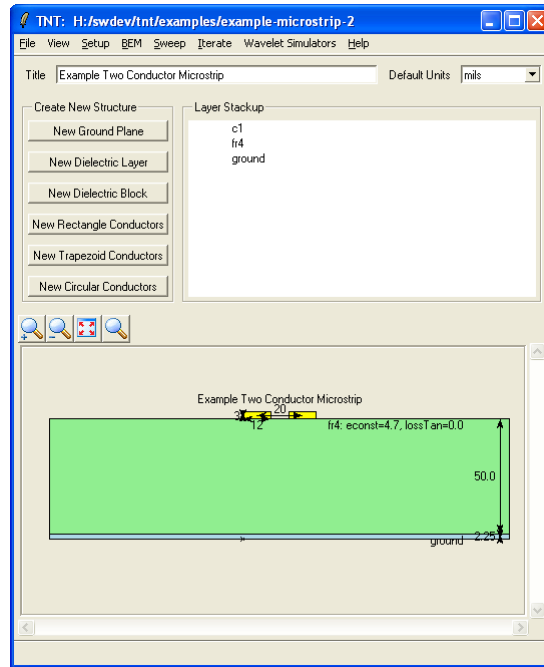 TNT: H:/swdev/tnt/examples/example-microstrip-2
File View Setup BEM Sweep Iterate Wavelet Simulators Help
Title Example Two Conductor Microstrip Default Units mils
Create New Structure
New Ground Plane
New Dielectric Layer
New Dielectric Block
New Rectangle Conductors
New Trapezoid Conductors
New Circular Conductors
Layer Stackup
c1
fr4
ground
Example Two Conductor Microstrip
20
3
12
fr4: econst=4.7, lossTan=0.0
50.0
2.25
ground